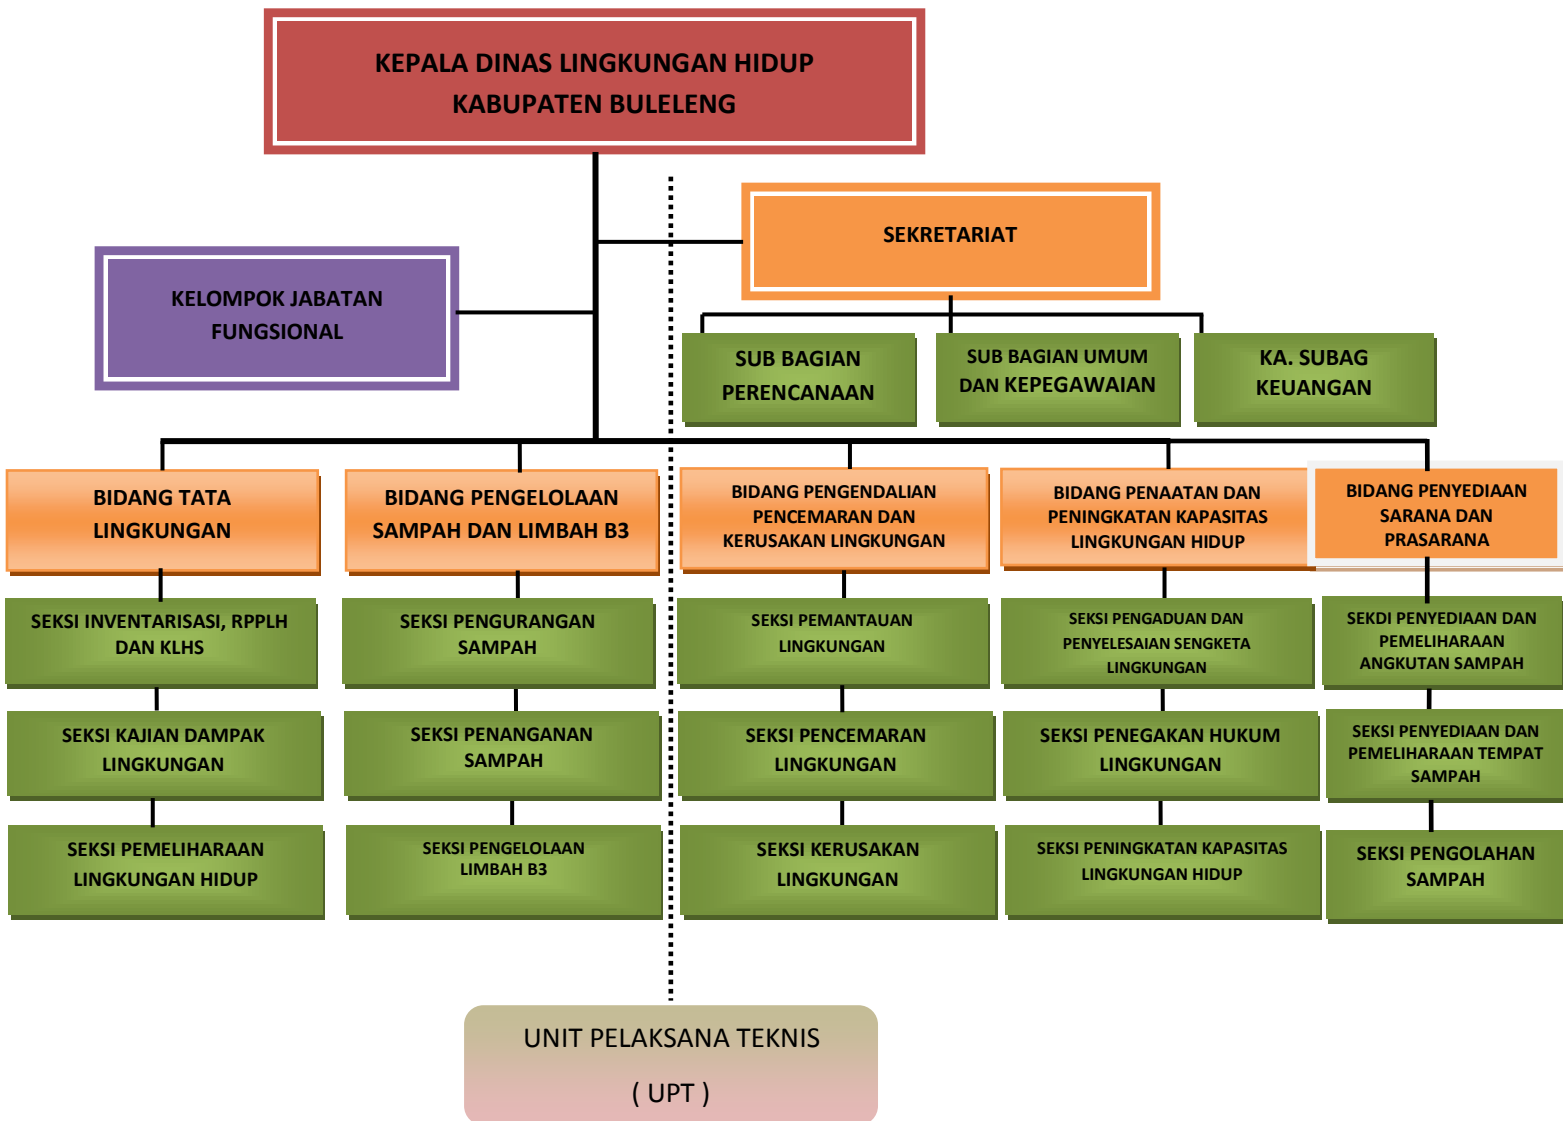 KEPALA DINAS LINGKUNGAN HIDUP
KABUPATEN BULELENG
SEKRETARIAT
KELOMPOK JABATAN
FUNGSIONAL
SUB BAGIAN
PERENCANAAN
SUB BAGIAN UMUM
DAN KEPEGAWAIAN
KA. SUBAG
KEUANGAN
BIDANG TATA
LINGKUNGAN
BIDANG PENGELOLAAN
SAMPAH DAN LIMBAH B3
BIDANG PENGENDALIAN
PENCEMARAN DAN
KERUSAKAN LINGKUNGAN
BIDANG PENAATAN DAN
PENINGKATAN KAPASITAS
LINGKUNGAN HIDUP
BIDANG PENYEDIAAN
SARANA DAN
PRASARANA
SEKSI INVENTARISASI, RPPLH
DAN KLHS
SEKSI PENGURANGAN
SAMPAH
SEKSI PEMANTAUAN
LINGKUNGAN
SEKSI PENGADUAN DAN
PENYELESAIAN SENGKETA
LINGKUNGAN
SEKDI PENYEDIAAN DAN
PEMELIHARAAN
ANGKUTAN SAMPAH
SEKSI KAJIAN DAMPAK
LINGKUNGAN
SEKSI PENANGANAN
SAMPAH
SEKSI PENCEMARAN
LINGKUNGAN
SEKSI PENEGAKAN HUKUM
LINGKUNGAN
SEKSI PENYEDIAAN DAN
PEMELIHARAAN TEMPAT
SAMPAH
SEKSI PEMELIHARAAN
LINGKUNGAN HIDUP
SEKSI PENGELOLAAN
LIMBAH B3
SEKSI KERUSAKAN
LINGKUNGAN
SEKSI PENINGKATAN KAPASITAS
LINGKUNGAN HIDUP
SEKSI PENGOLAHAN
SAMPAH
UNIT PELAKSANA TEKNIS
( UPT )